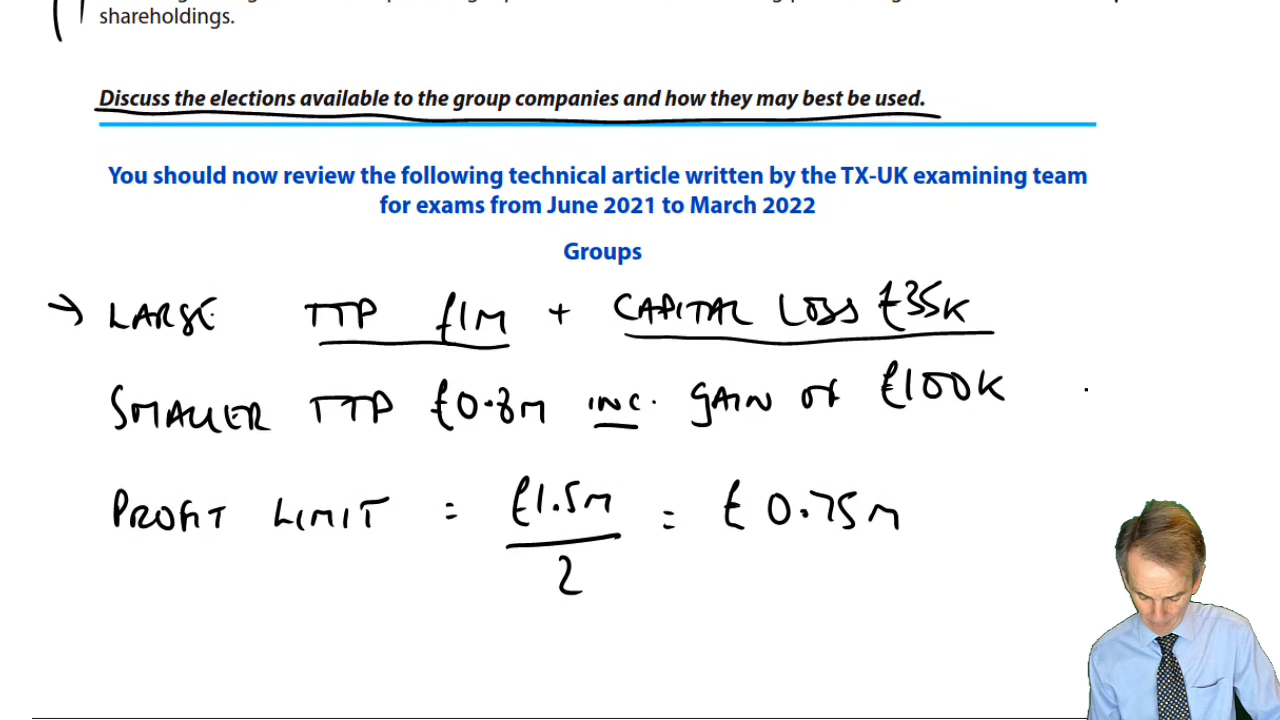 shareholdings.
Discuss the elections available to the group companies and how they may best be used.
You should now review the following technical article written by the TX-UK examining team
for exams from June 2021 to March 2022
Groups
→ LARGE TTP £1M + CAPITAL LOSS £35K
SMALLER TTP £0.8M INC. GAIN OF £100K
PROFIT LIMIT = £1.5M / 2 = £0.75M